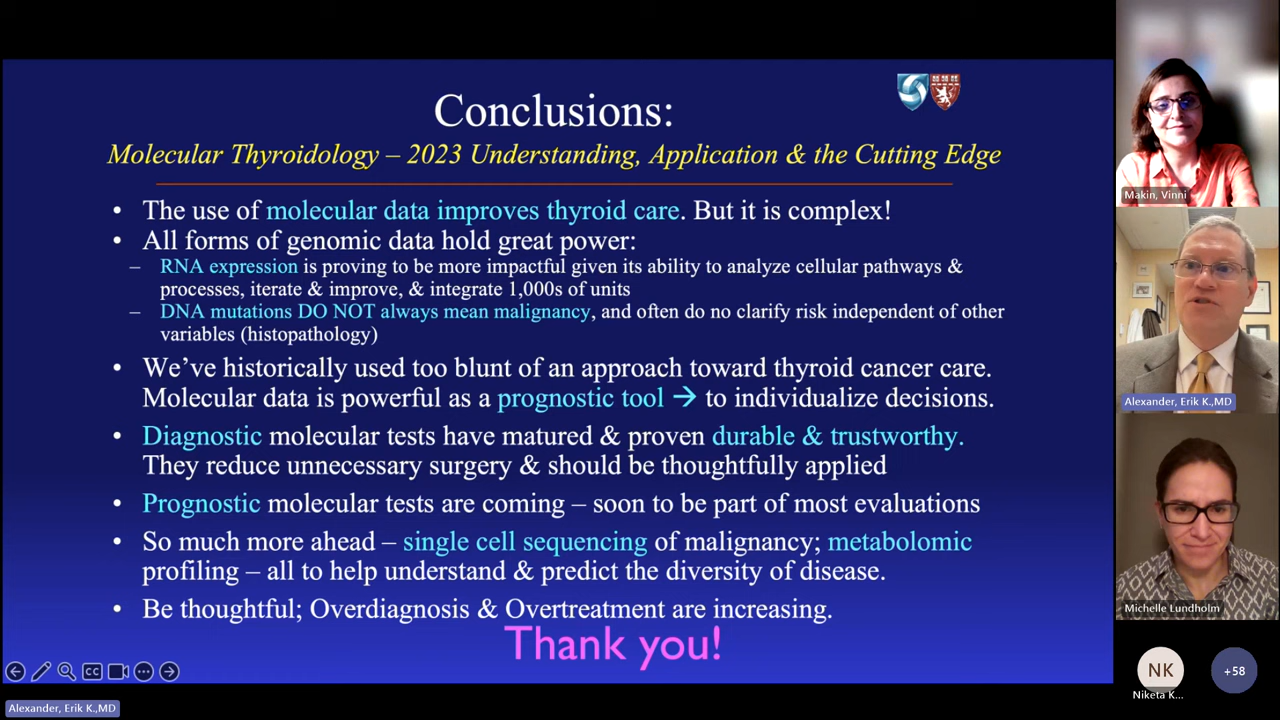 Conclusions:
Molecular Thyroidology – 2023 Understanding, Application & the Cutting Edge
• The use of molecular data improves thyroid care. But it is complex!
• All forms of genomic data hold great power:
– RNA expression is proving to be more impactful given its ability to analyze cellular pathways &
processes, iterate & improve, & integrate 1,000s of units
– DNA mutations DO NOT always mean malignancy, and often do no clarify risk independent of other
variables (histopathology)
• We’ve historically used too blunt of an approach toward thyroid cancer care.
Molecular data is powerful as a prognostic tool → to individualize decisions.
• Diagnostic molecular tests have matured & proven durable & trustworthy.
They reduce unnecessary surgery & should be thoughtfully applied
• Prognostic molecular tests are coming – soon to be part of most evaluations
• So much more ahead – single cell sequencing of malignancy; metabolomic
profiling – all to help understand & predict the diversity of disease.
• Be thoughtful; Overdiagnosis & Overtreatment are increasing.
Thank you!
CC
Alexander, Erik K.,MD
Makin, Vinni
Alexander, Erik K.,MD
Michelle Lundholm
NK
Niketa K...
+58